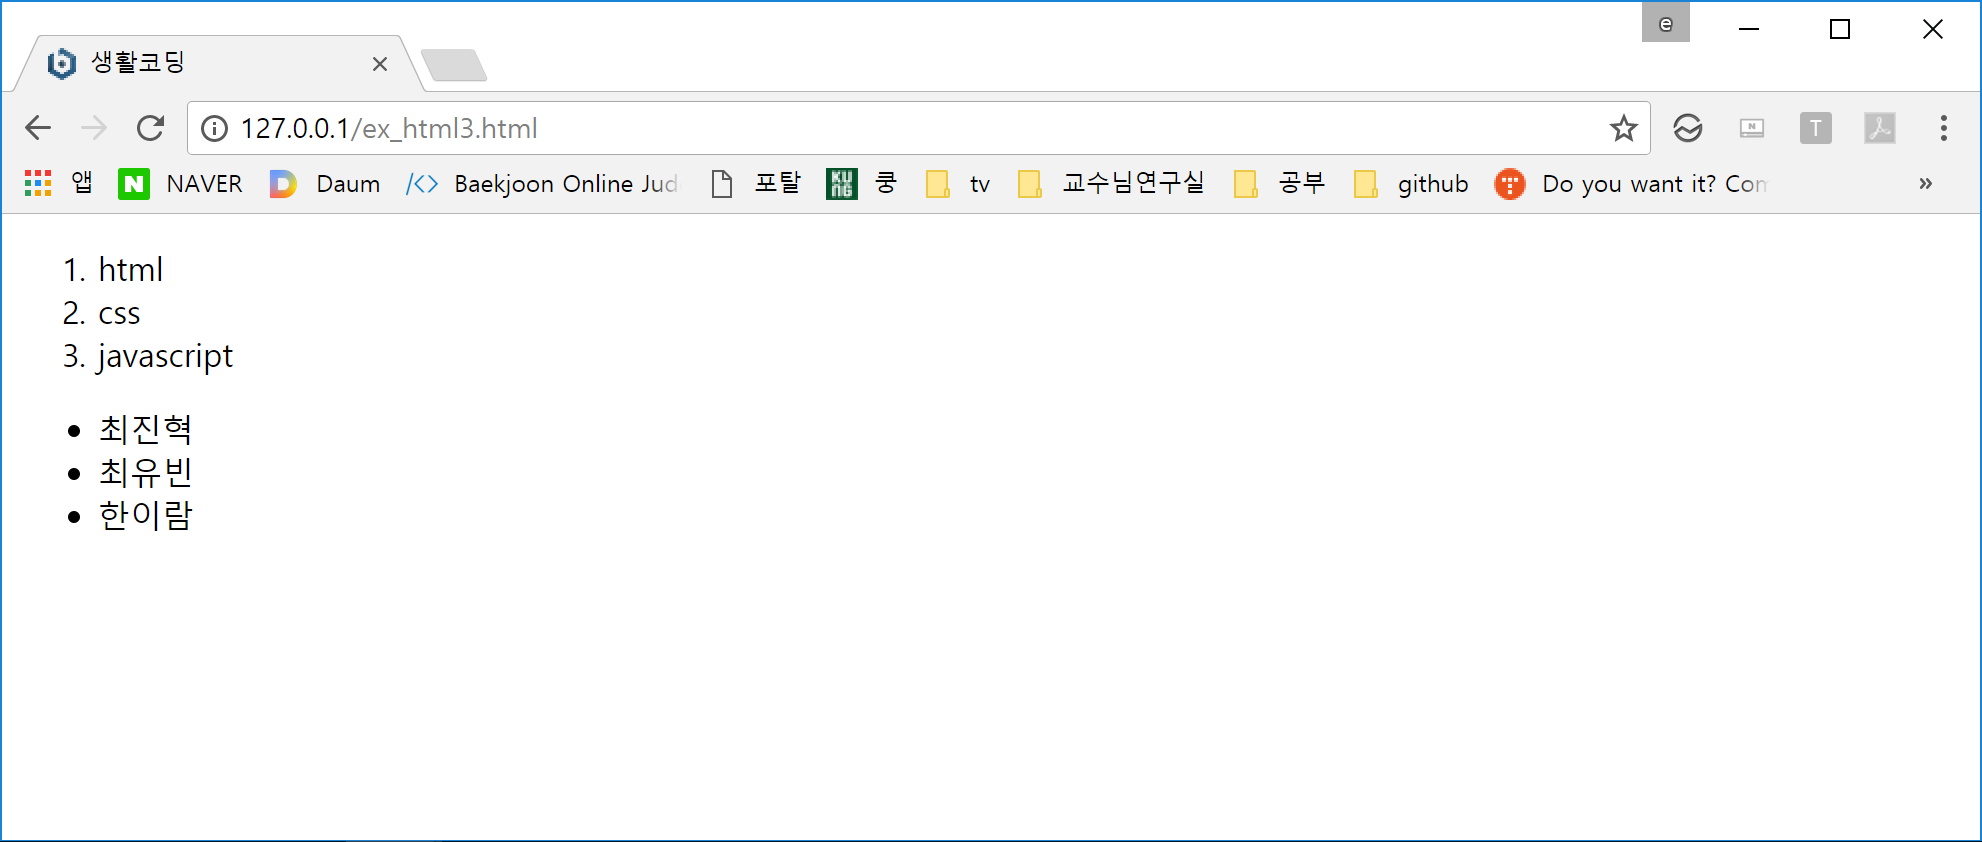 e
생활코딩
127.0.0.1/ex_html3.html
T
앱 NAVER Daum Baekjoon Online Jud 포탈 KUNG 쿵 tv 교수님연구실 공부 github Do you want it? Com »
1. html
2. css
3. javascript
• 최진혁
• 최유빈
• 한이람